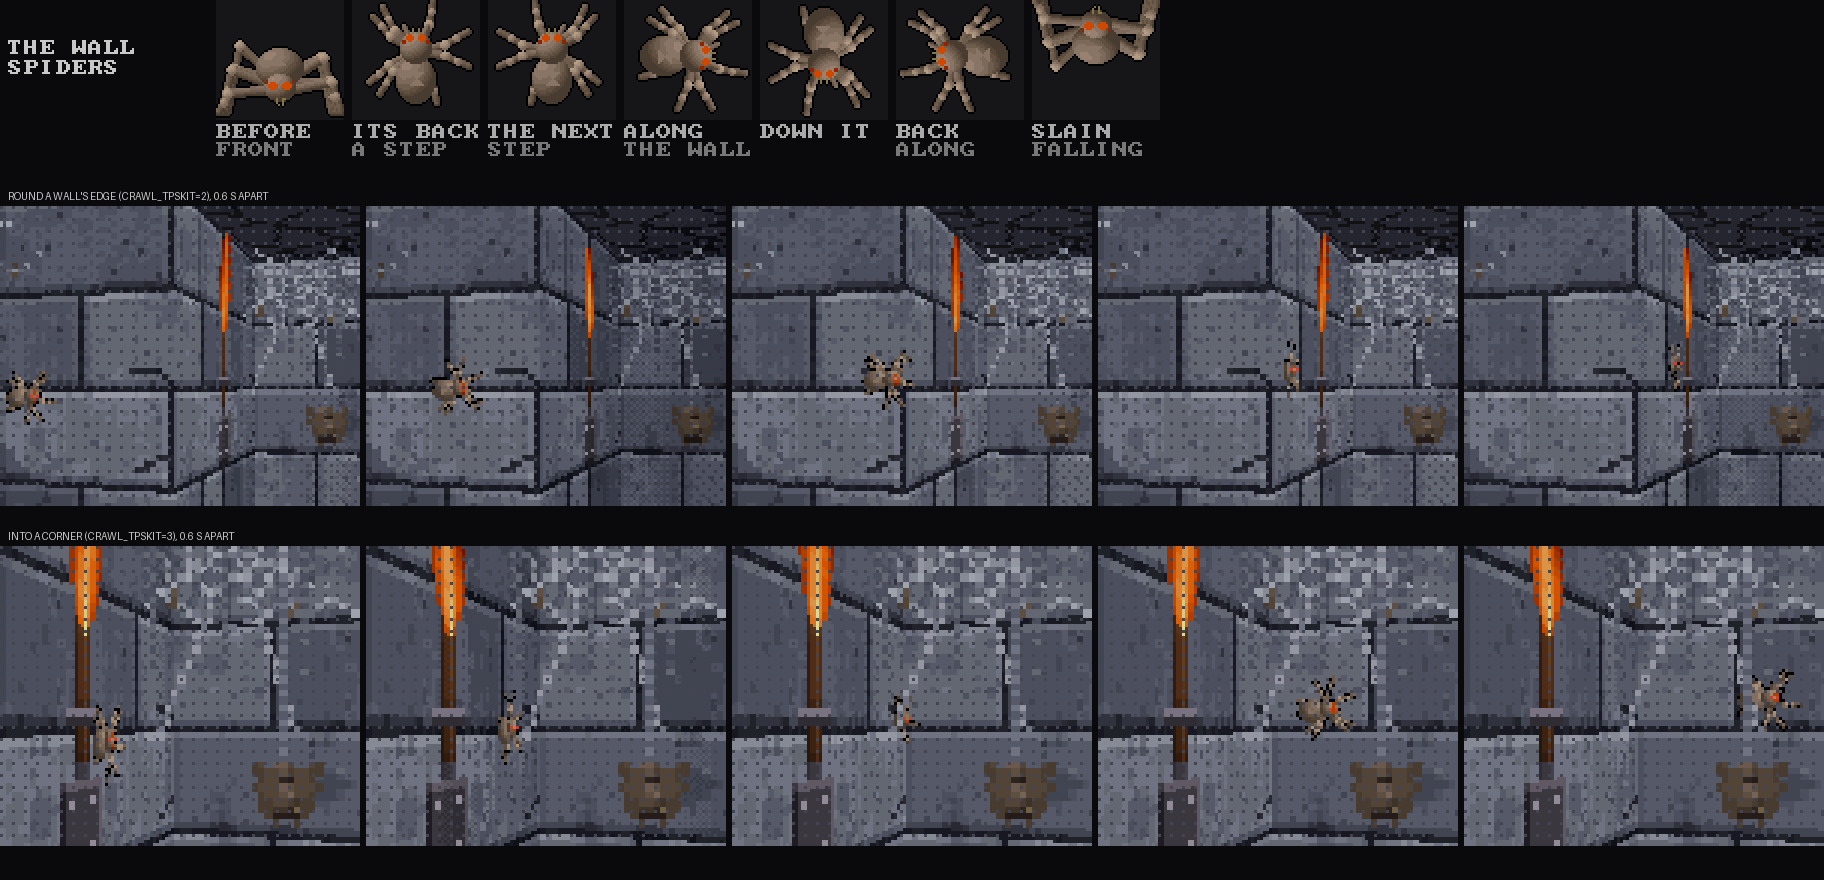 THE WALL
SPIDERS
BEFORE
FRONT
ITS BACK
A STEP
THE NEXT
STEP
ALONG
THE WALL
DOWN IT
BACK
ALONG
SLAIN
FALLING
ROUND A WALL'S EDGE (CRAWL_TPSKIT=2), 0.6 S APART
INTO A CORNER (CRAWL_TPSKIT=3), 0.6 S APART